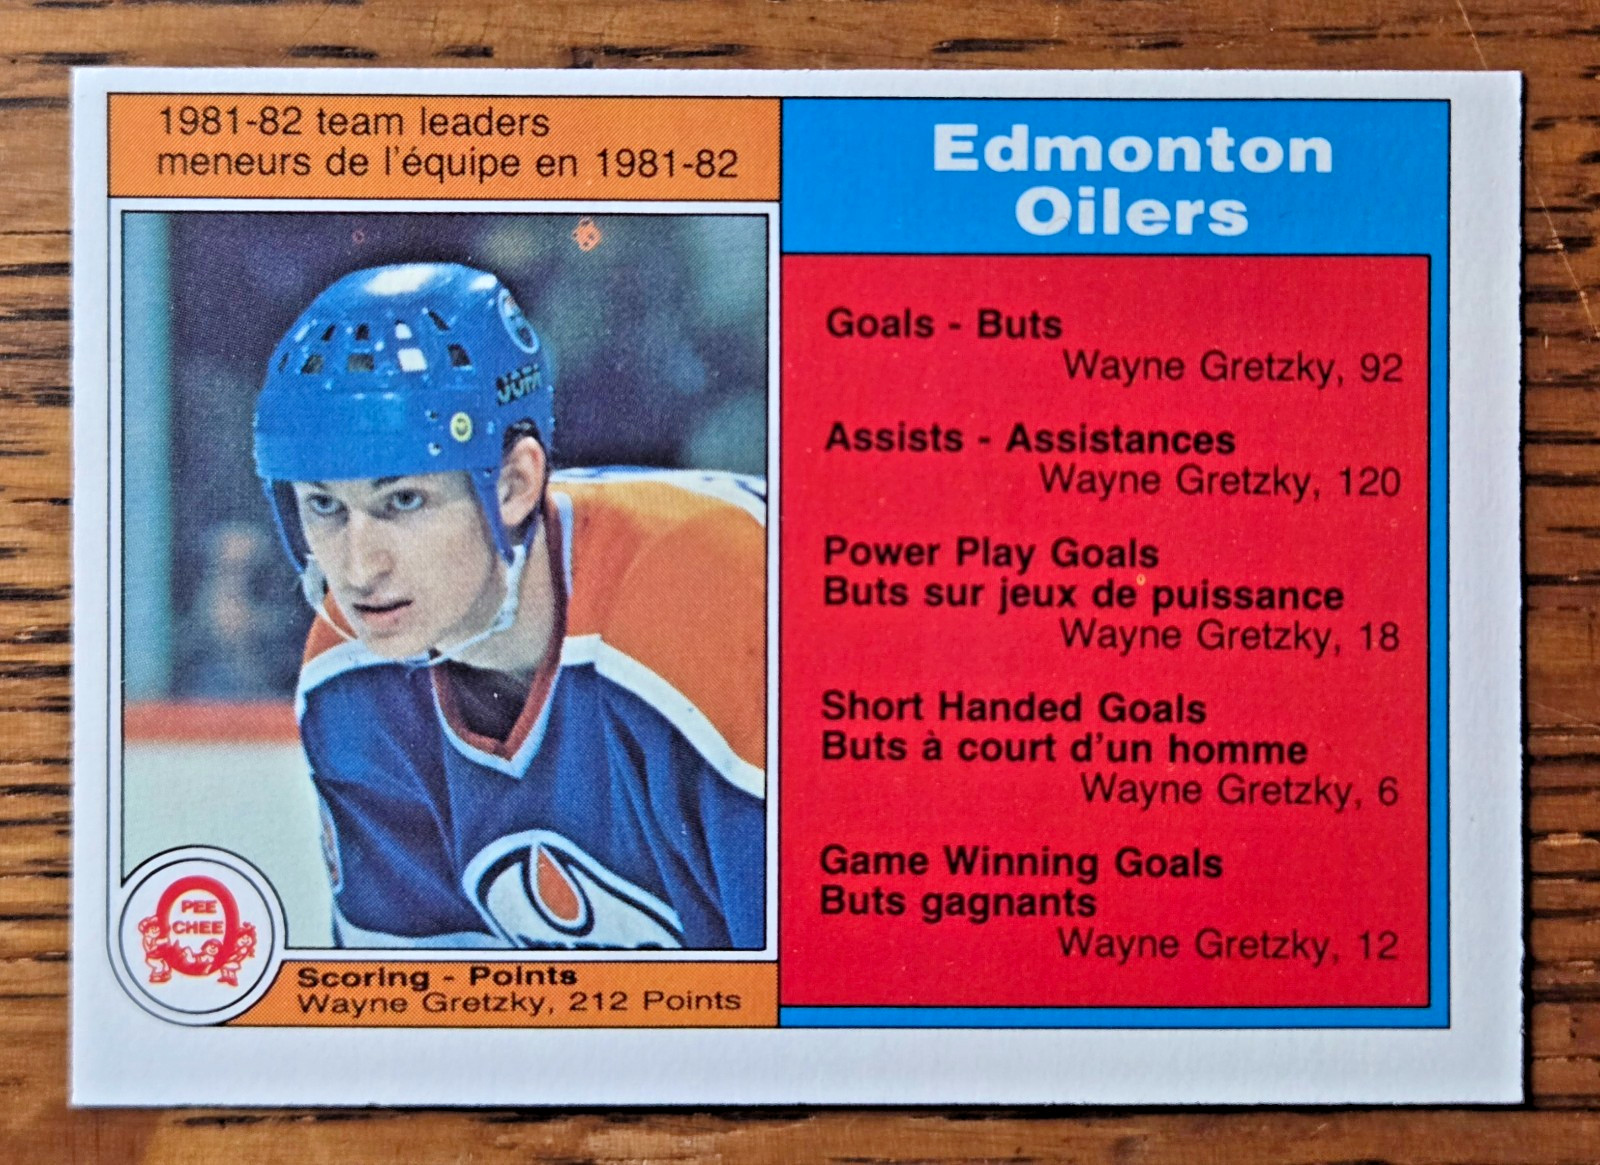 1981-82 team leaders
meneurs de l'équipe en 1981-82
Edmonton
Oilers
Goals - Buts
Wayne Gretzky, 92
Assists - Assistances
Wayne Gretzky, 120
Power Play Goals
Buts sur jeux de puissance
Wayne Gretzky, 18
Short Handed Goals
Buts à court d'un homme
Wayne Gretzky, 6
Game Winning Goals
Buts gagnants
Wayne Gretzky, 12
JOFA
O
PEE
CHEE
Scoring - Points
Wayne Gretzky, 212 Points